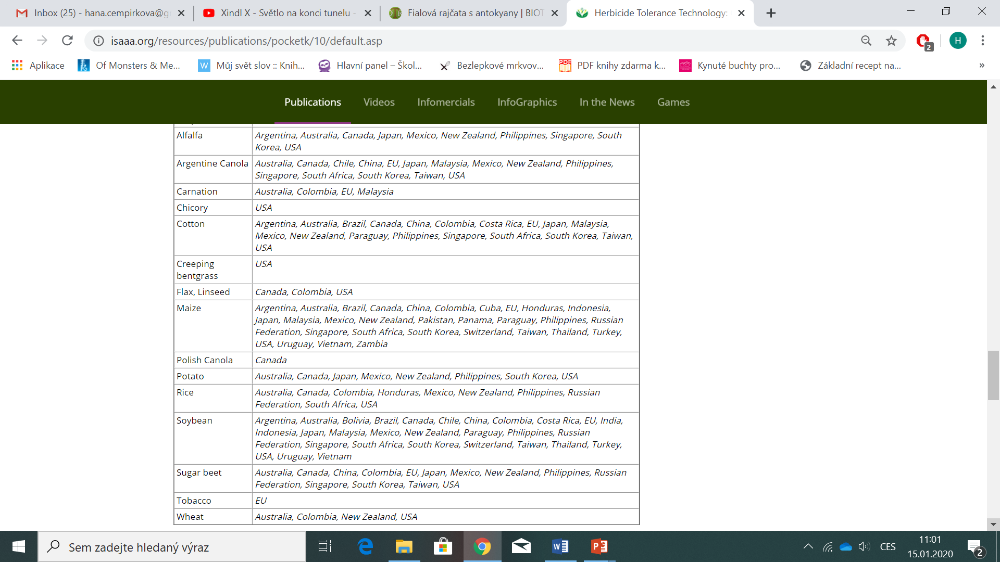 Inbox (25) - hana.cempirkova@g
Xindl X - Světlo na konci tunelu -
Fialová rajčata s antokyany | BIOT
Herbicide Tolerance Technology:
isaaa.org/resources/publications/pocketk/10/default.asp
2
H
Aplikace
Of Monsters & Me...
Můj svět slov :: Knih...
Hlavní panel – Škol...
Bezlepkové mrkvov...
PDF knihy zdarma k...
Kynuté buchty pro...
Základní recept na...
»
Publications
Videos
Infomercials
InfoGraphics
In the News
Games
Alfalfa
Argentina, Australia, Canada, Japan, Mexico, New Zealand, Philippines, Singapore, South
Korea, USA
Argentine Canola
Australia, Canada, Chile, China, EU, Japan, Malaysia, Mexico, New Zealand, Philippines,
Singapore, South Africa, South Korea, Taiwan, USA
Carnation
Australia, Colombia, EU, Malaysia
Chicory
USA
Cotton
Argentina, Australia, Brazil, Canada, China, Colombia, Costa Rica, EU, Japan, Malaysia,
Mexico, New Zealand, Paraguay, Philippines, Singapore, South Africa, South Korea, Taiwan,
USA
Creeping
bentgrass
USA
Flax, Linseed
Canada, Colombia, USA
Maize
Argentina, Australia, Brazil, Canada, China, Colombia, Cuba, EU, Honduras, Indonesia,
Japan, Malaysia, Mexico, New Zealand, Pakistan, Panama, Paraguay, Philippines, Russian
Federation, Singapore, South Africa, South Korea, Switzerland, Taiwan, Thailand, Turkey,
USA, Uruguay, Vietnam, Zambia
Polish Canola
Canada
Potato
Australia, Canada, Japan, Mexico, New Zealand, Philippines, South Korea, USA
Rice
Australia, Canada, Colombia, Honduras, Mexico, New Zealand, Philippines, Russian
Federation, South Africa, USA
Soybean
Argentina, Australia, Bolivia, Brazil, Canada, Chile, China, Colombia, Costa Rica, EU, India,
Indonesia, Japan, Malaysia, Mexico, New Zealand, Paraguay, Philippines, Russian
Federation, Singapore, South Africa, South Korea, Switzerland, Taiwan, Thailand, Turkey,
USA, Uruguay, Vietnam
Sugar beet
Australia, Canada, China, Colombia, EU, Japan, Mexico, New Zealand, Philippines, Russian
Federation, Singapore, South Korea, Taiwan, USA
Tobacco
EU
Wheat
Australia, Colombia, New Zealand, USA
Sem zadejte hledaný výraz
CES
11:01
15.01.2020
2